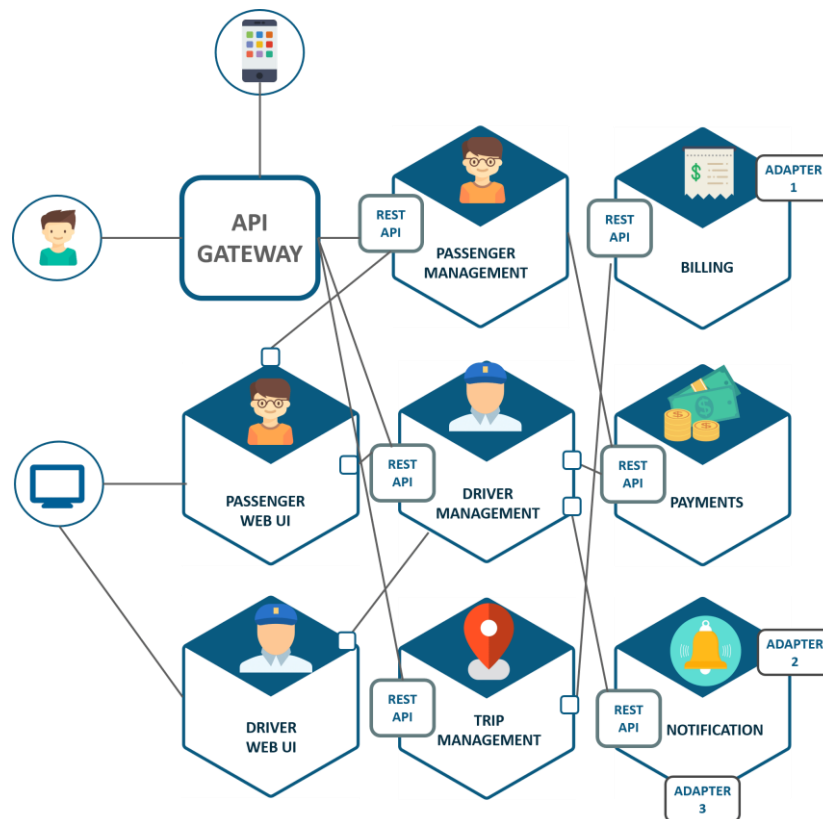 API
GATEWAY
REST
API
PASSENGER
MANAGEMENT
REST
API
BILLING
ADAPTER
1
PASSENGER
WEB UI
REST
API
DRIVER
MANAGEMENT
REST
API
PAYMENTS
DRIVER
WEB UI
REST
API
TRIP
MANAGEMENT
REST
API
NOTIFICATION
ADAPTER
2
ADAPTER
3